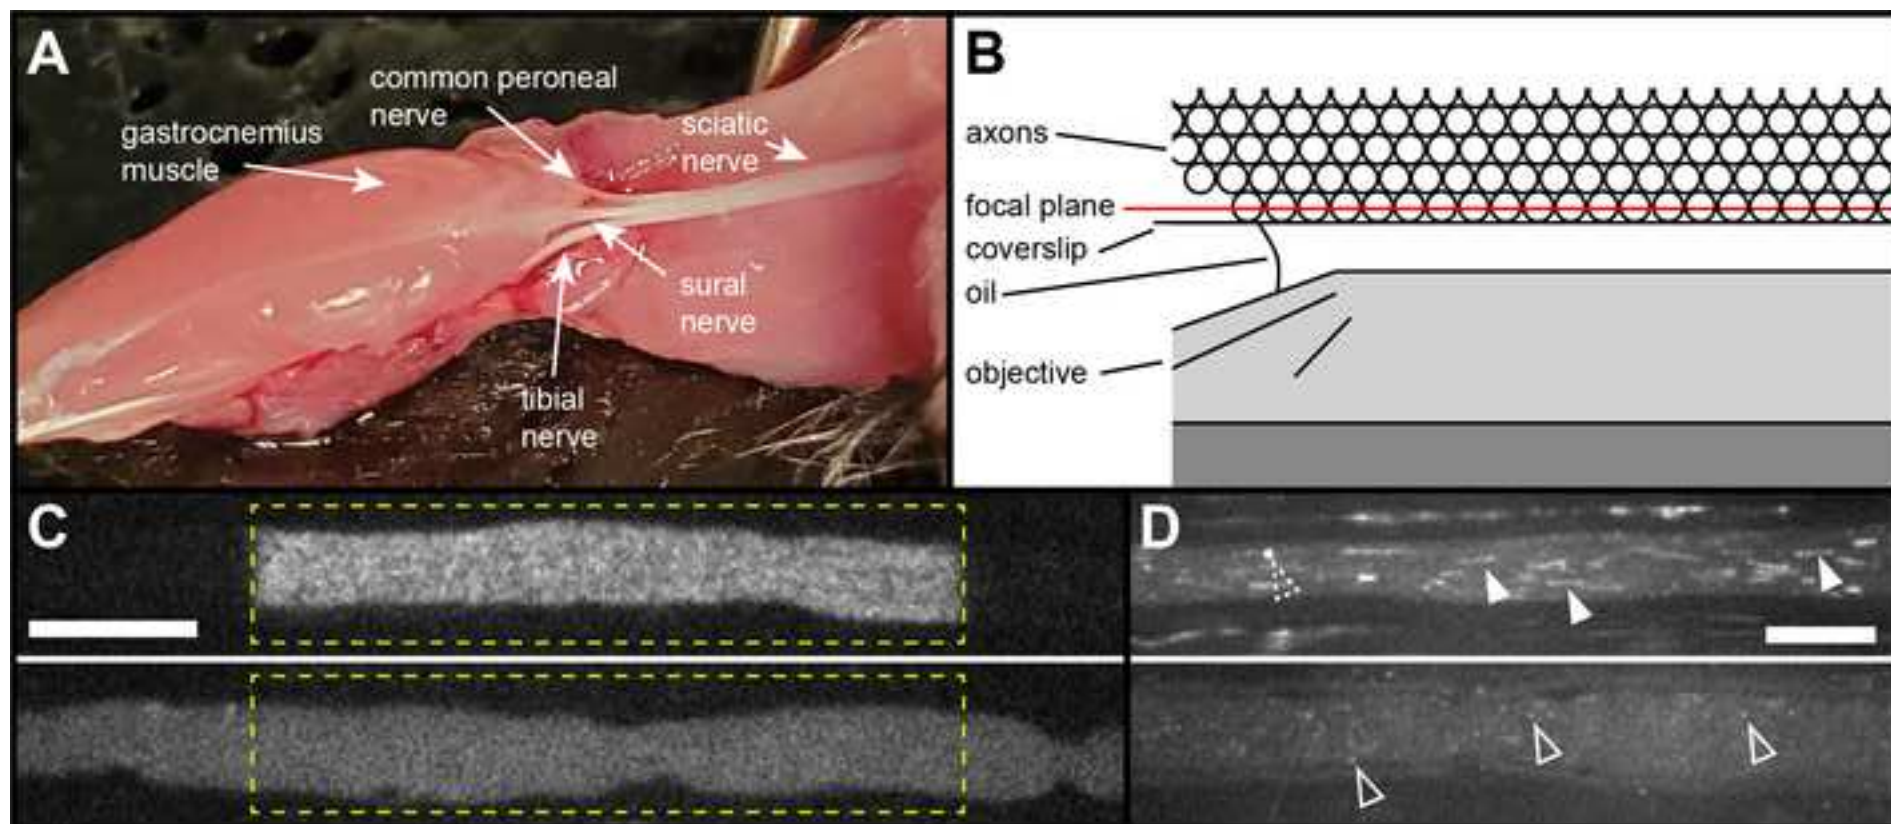 A
common peroneal
nerve
gastrocnemius
muscle
sciatic
nerve
sural
nerve
tibial
nerve
B
axons
focal plane
coverslip
oil
objective
C
D